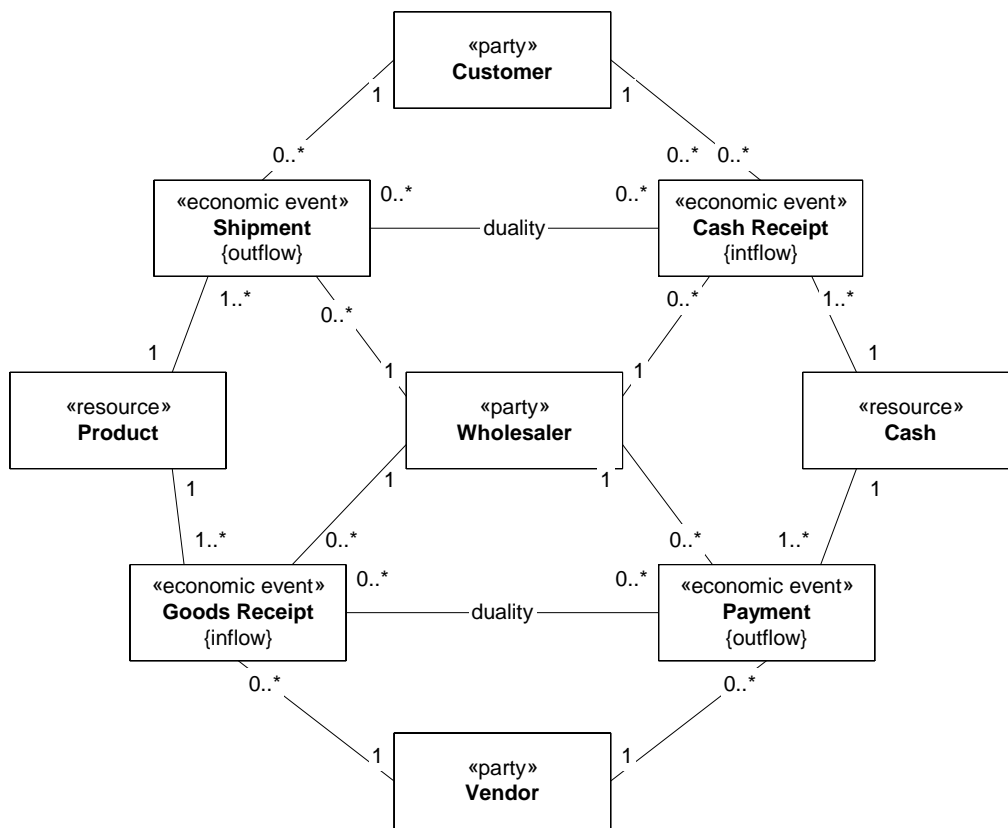 «party»
Customer
1
1
0..*
0..*
0..*
«economic event»
Shipment
{outflow}
0..*
duality
0..*
«economic event»
Cash Receipt
{intflow}
1..*
0..*
0..*
1..*
1
1
1
1
«resource»
Product
«party»
Wholesaler
«resource»
Cash
1
1
1
1
1..*
0..*
0..*
1..*
«economic event»
Goods Receipt
{inflow}
0..*
duality
0..*
«economic event»
Payment
{outflow}
0..*
0..*
1
1
«party»
Vendor